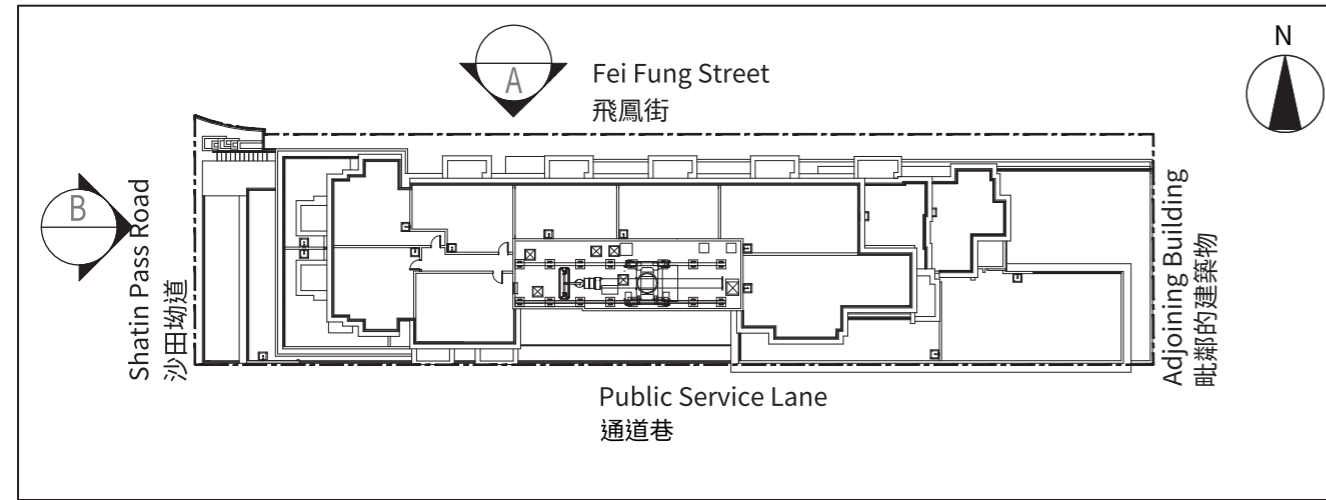 N
A
Fei Fung Street
飛鳳街
B
Shatin Pass Road
沙田坳道
Adjoining Building
毗鄰的建築物
Public Service Lane
通道巷